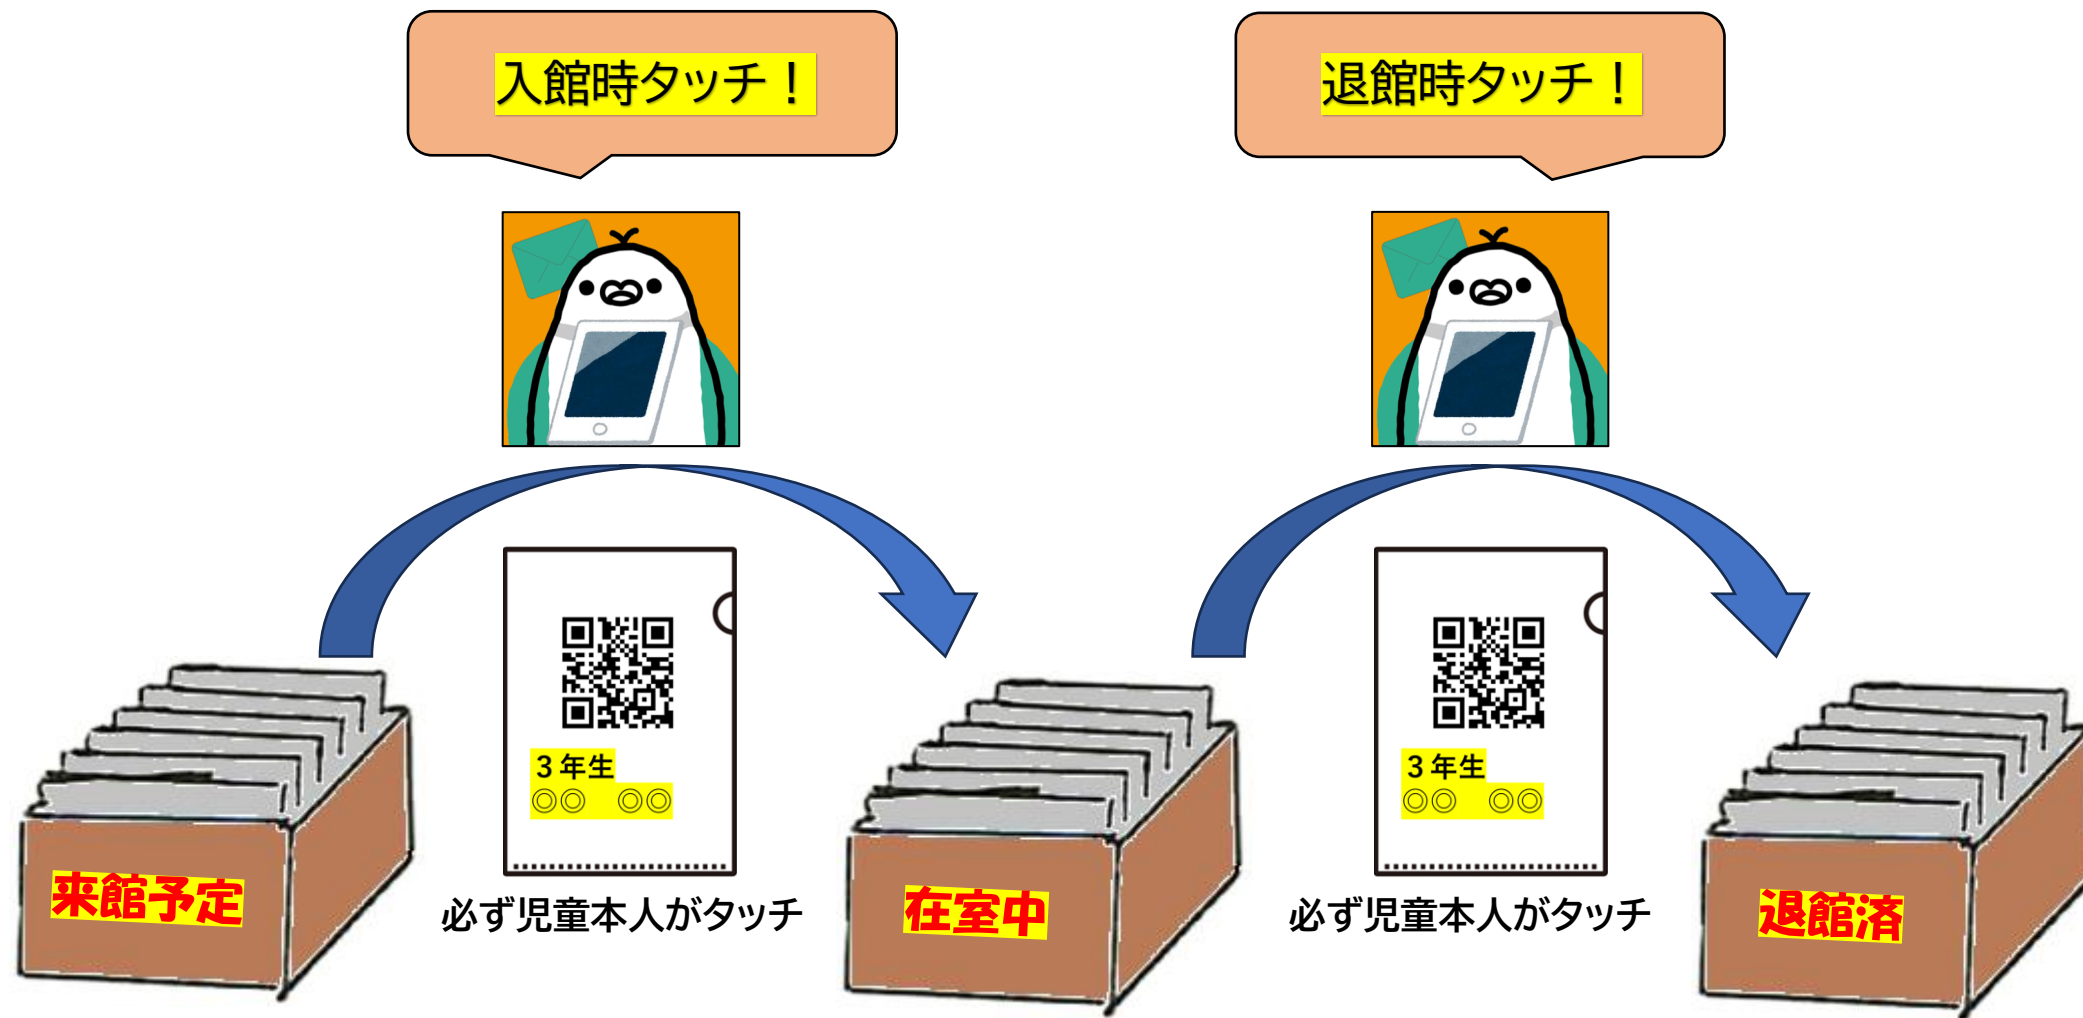 入館時タッチ！
退館時タッチ！
3年生
◎◎　◎◎
3年生
◎◎　◎◎
来館予定
必ず児童本人がタッチ
在室中
必ず児童本人がタッチ
退館済